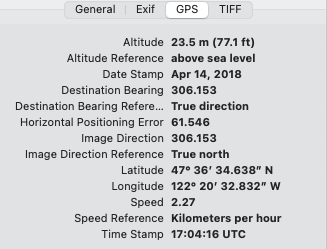 General Exif GPS TIFF
Altitude 23.5 m (77.1 ft)
Altitude Reference above sea level
Date Stamp Apr 14, 2018
Destination Bearing 306.153
Destination Bearing Refere... True direction
Horizontal Positioning Error 61.546
Image Direction 306.153
Image Direction Reference True north
Latitude 47° 36’ 34.638” N
Longitude 122° 20’ 32.832” W
Speed 2.27
Speed Reference Kilometers per hour
Time Stamp 17:04:16 UTC